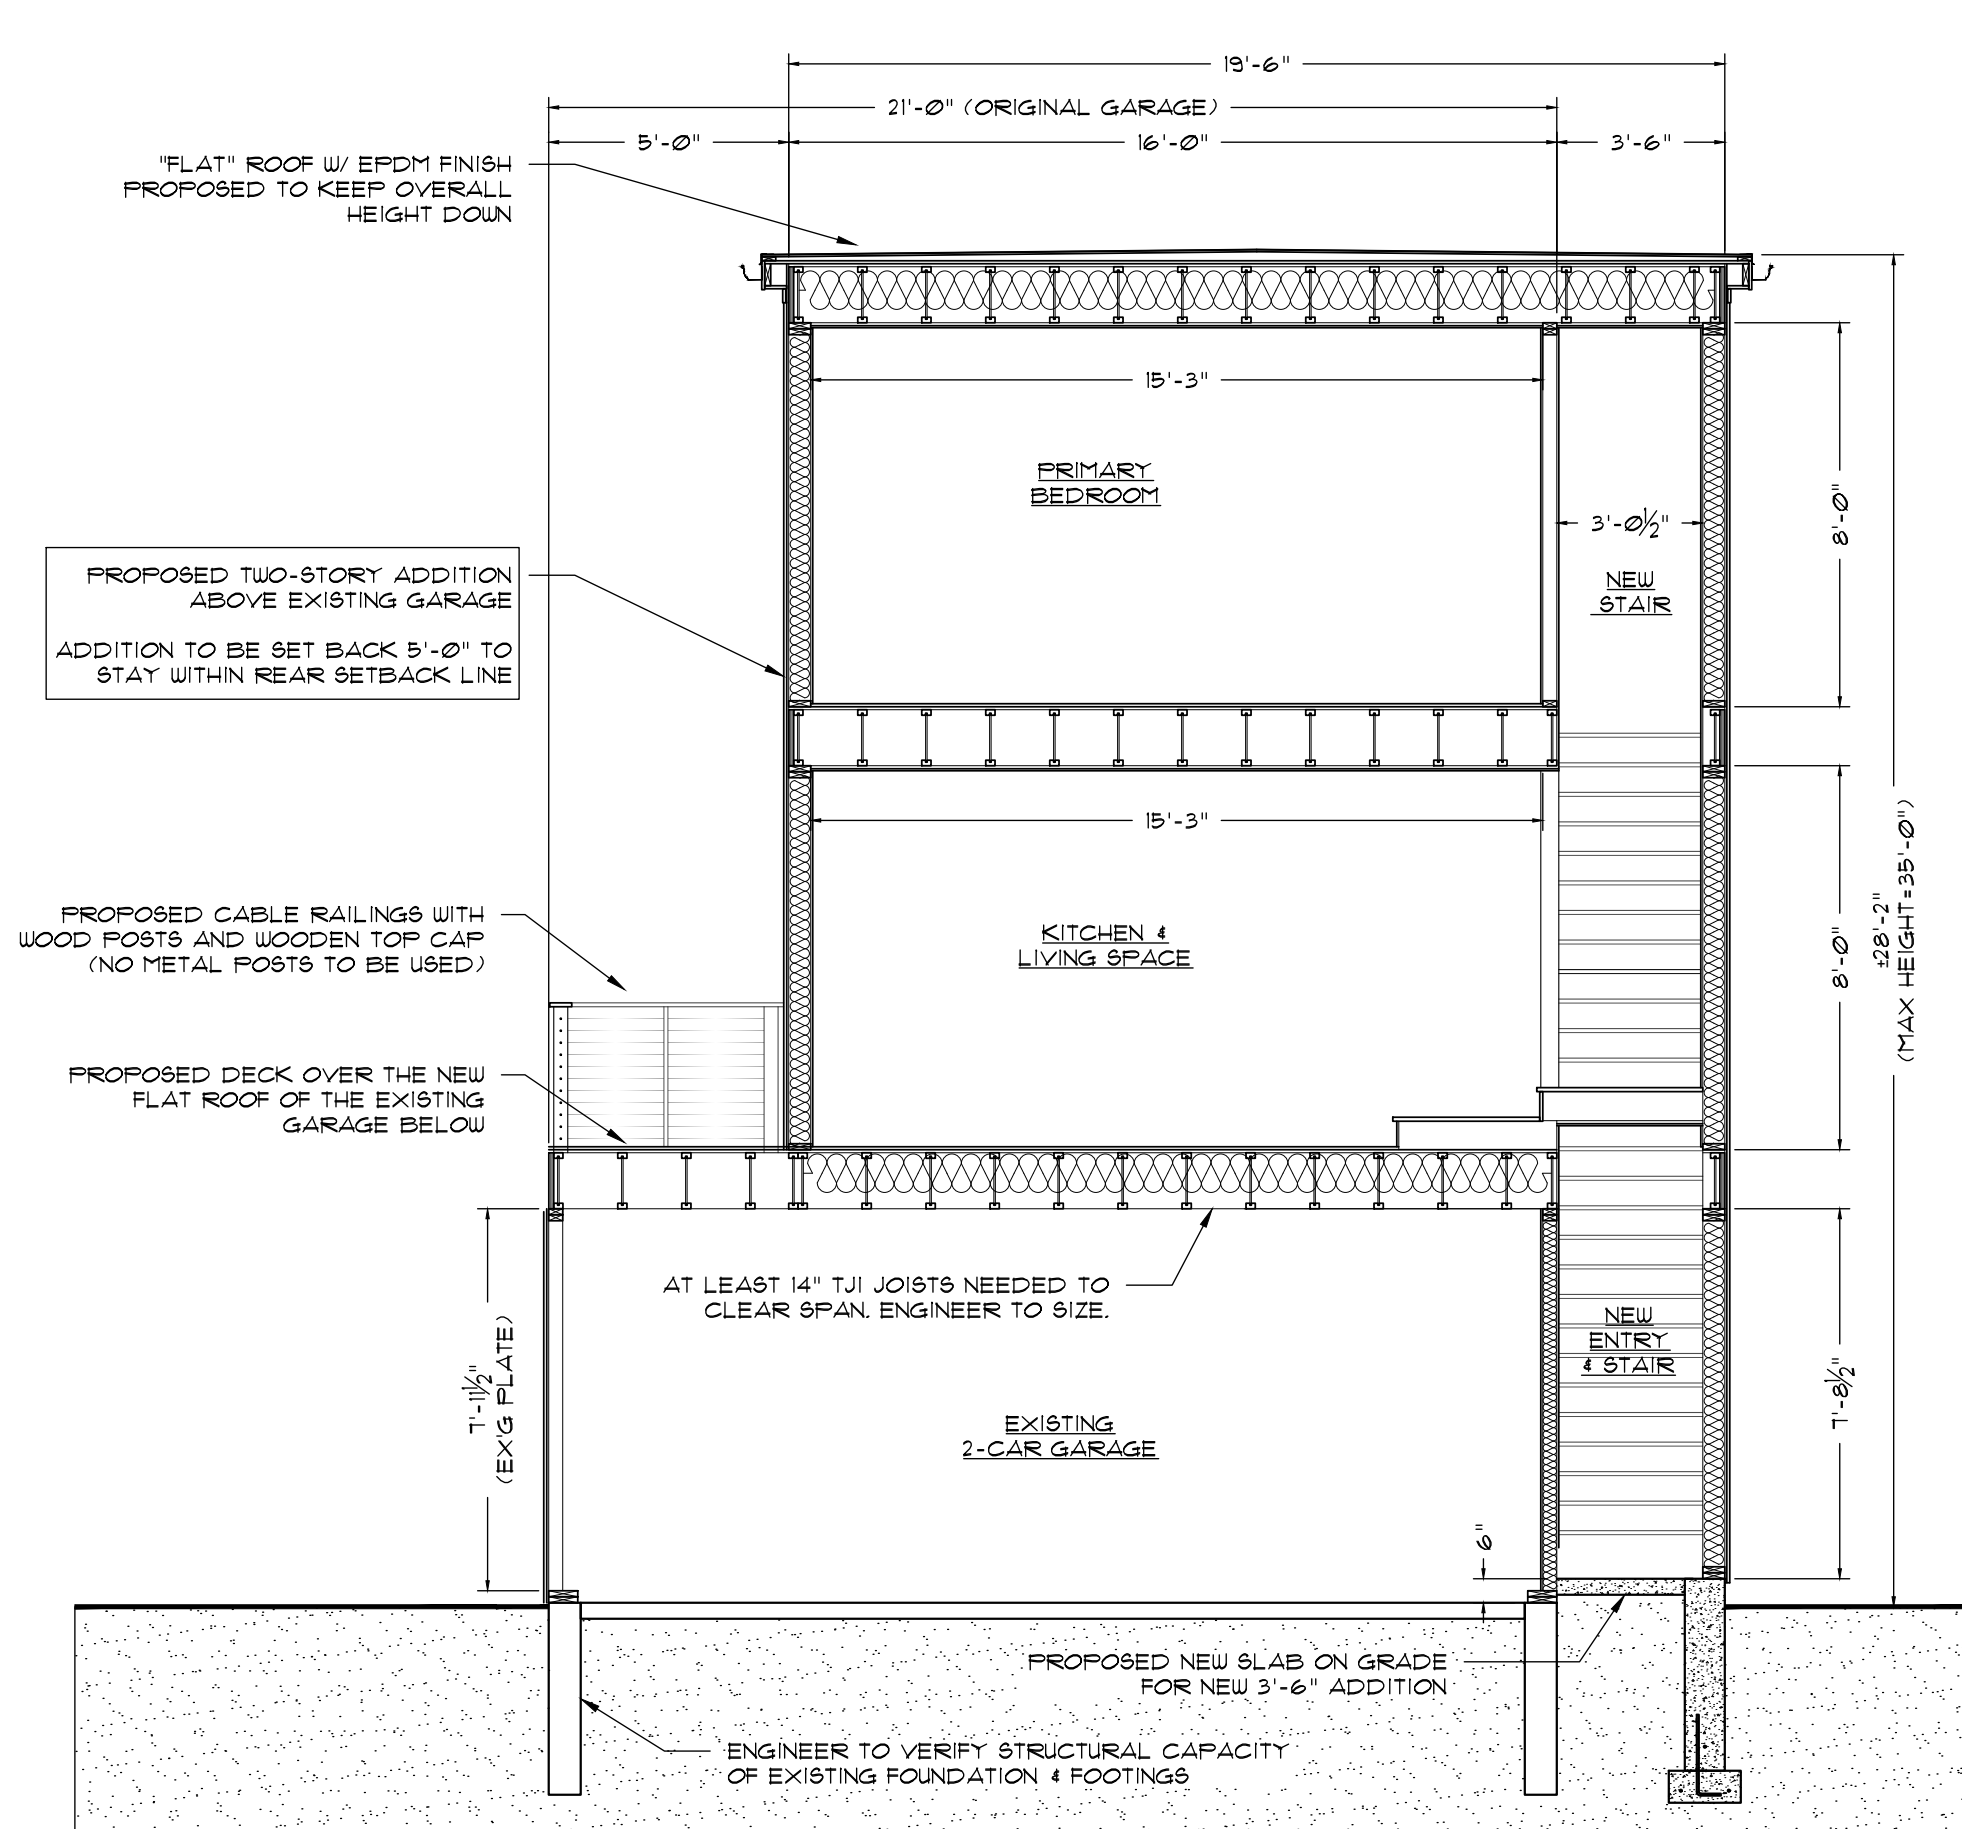 19'-6"
21'-0" (ORIGINAL GARAGE)
5'-0"
16'-0"
3'-6"
"FLAT" ROOF W/ EPDM FINISH
PROPOSED TO KEEP OVERALL
HEIGHT DOWN
15'-3"
PRIMARY
BEDROOM
8'-0"
3'-0½"
NEW
STAIR
PROPOSED TWO-STORY ADDITION
ABOVE EXISTING GARAGE
ADDITION TO BE SET BACK 5'-0" TO
STAY WITHIN REAR SETBACK LINE
15'-3"
KITCHEN &
LIVING SPACE
8'-0"
±28'-2"
(MAX HEIGHT=35'-0")
PROPOSED CABLE RAILINGS WITH
WOOD POSTS AND WOODEN TOP CAP
(NO METAL POSTS TO BE USED)
PROPOSED DECK OVER THE NEW
FLAT ROOF OF THE EXISTING
GARAGE BELOW
AT LEAST 14" TJI JOISTS NEEDED TO
CLEAR SPAN. ENGINEER TO SIZE.
NEW
ENTRY
& STAIR
7'-11½"
(EX'G PLATE)
7'-8½"
EXISTING
2-CAR GARAGE
6"
PROPOSED NEW SLAB ON GRADE
FOR NEW 3'-6" ADDITION
ENGINEER TO VERIFY STRUCTURAL CAPACITY
OF EXISTING FOUNDATION & FOOTINGS